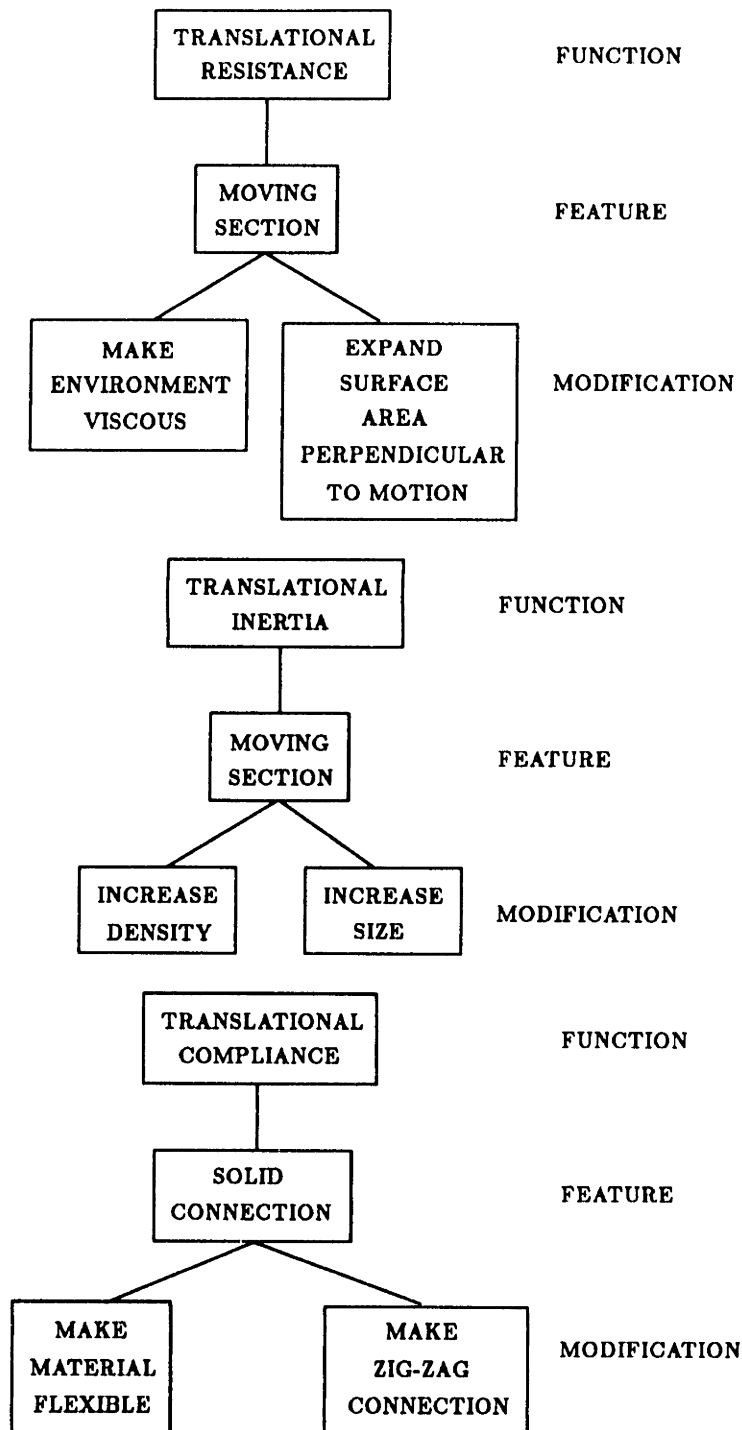 TRANSLATIONAL
RESISTANCE
FUNCTION
MOVING
SECTION
FEATURE
MAKE
ENVIRONMENT
VISCOUS
EXPAND
SURFACE
AREA
PERPENDICULAR
TO MOTION
MODIFICATION
TRANSLATIONAL
INERTIA
FUNCTION
MOVING
SECTION
FEATURE
INCREASE
DENSITY
INCREASE
SIZE
MODIFICATION
TRANSLATIONAL
COMPLIANCE
FUNCTION
SOLID
CONNECTION
FEATURE
MAKE
MATERIAL
FLEXIBLE
MAKE
ZIG-ZAG
CONNECTION
MODIFICATION